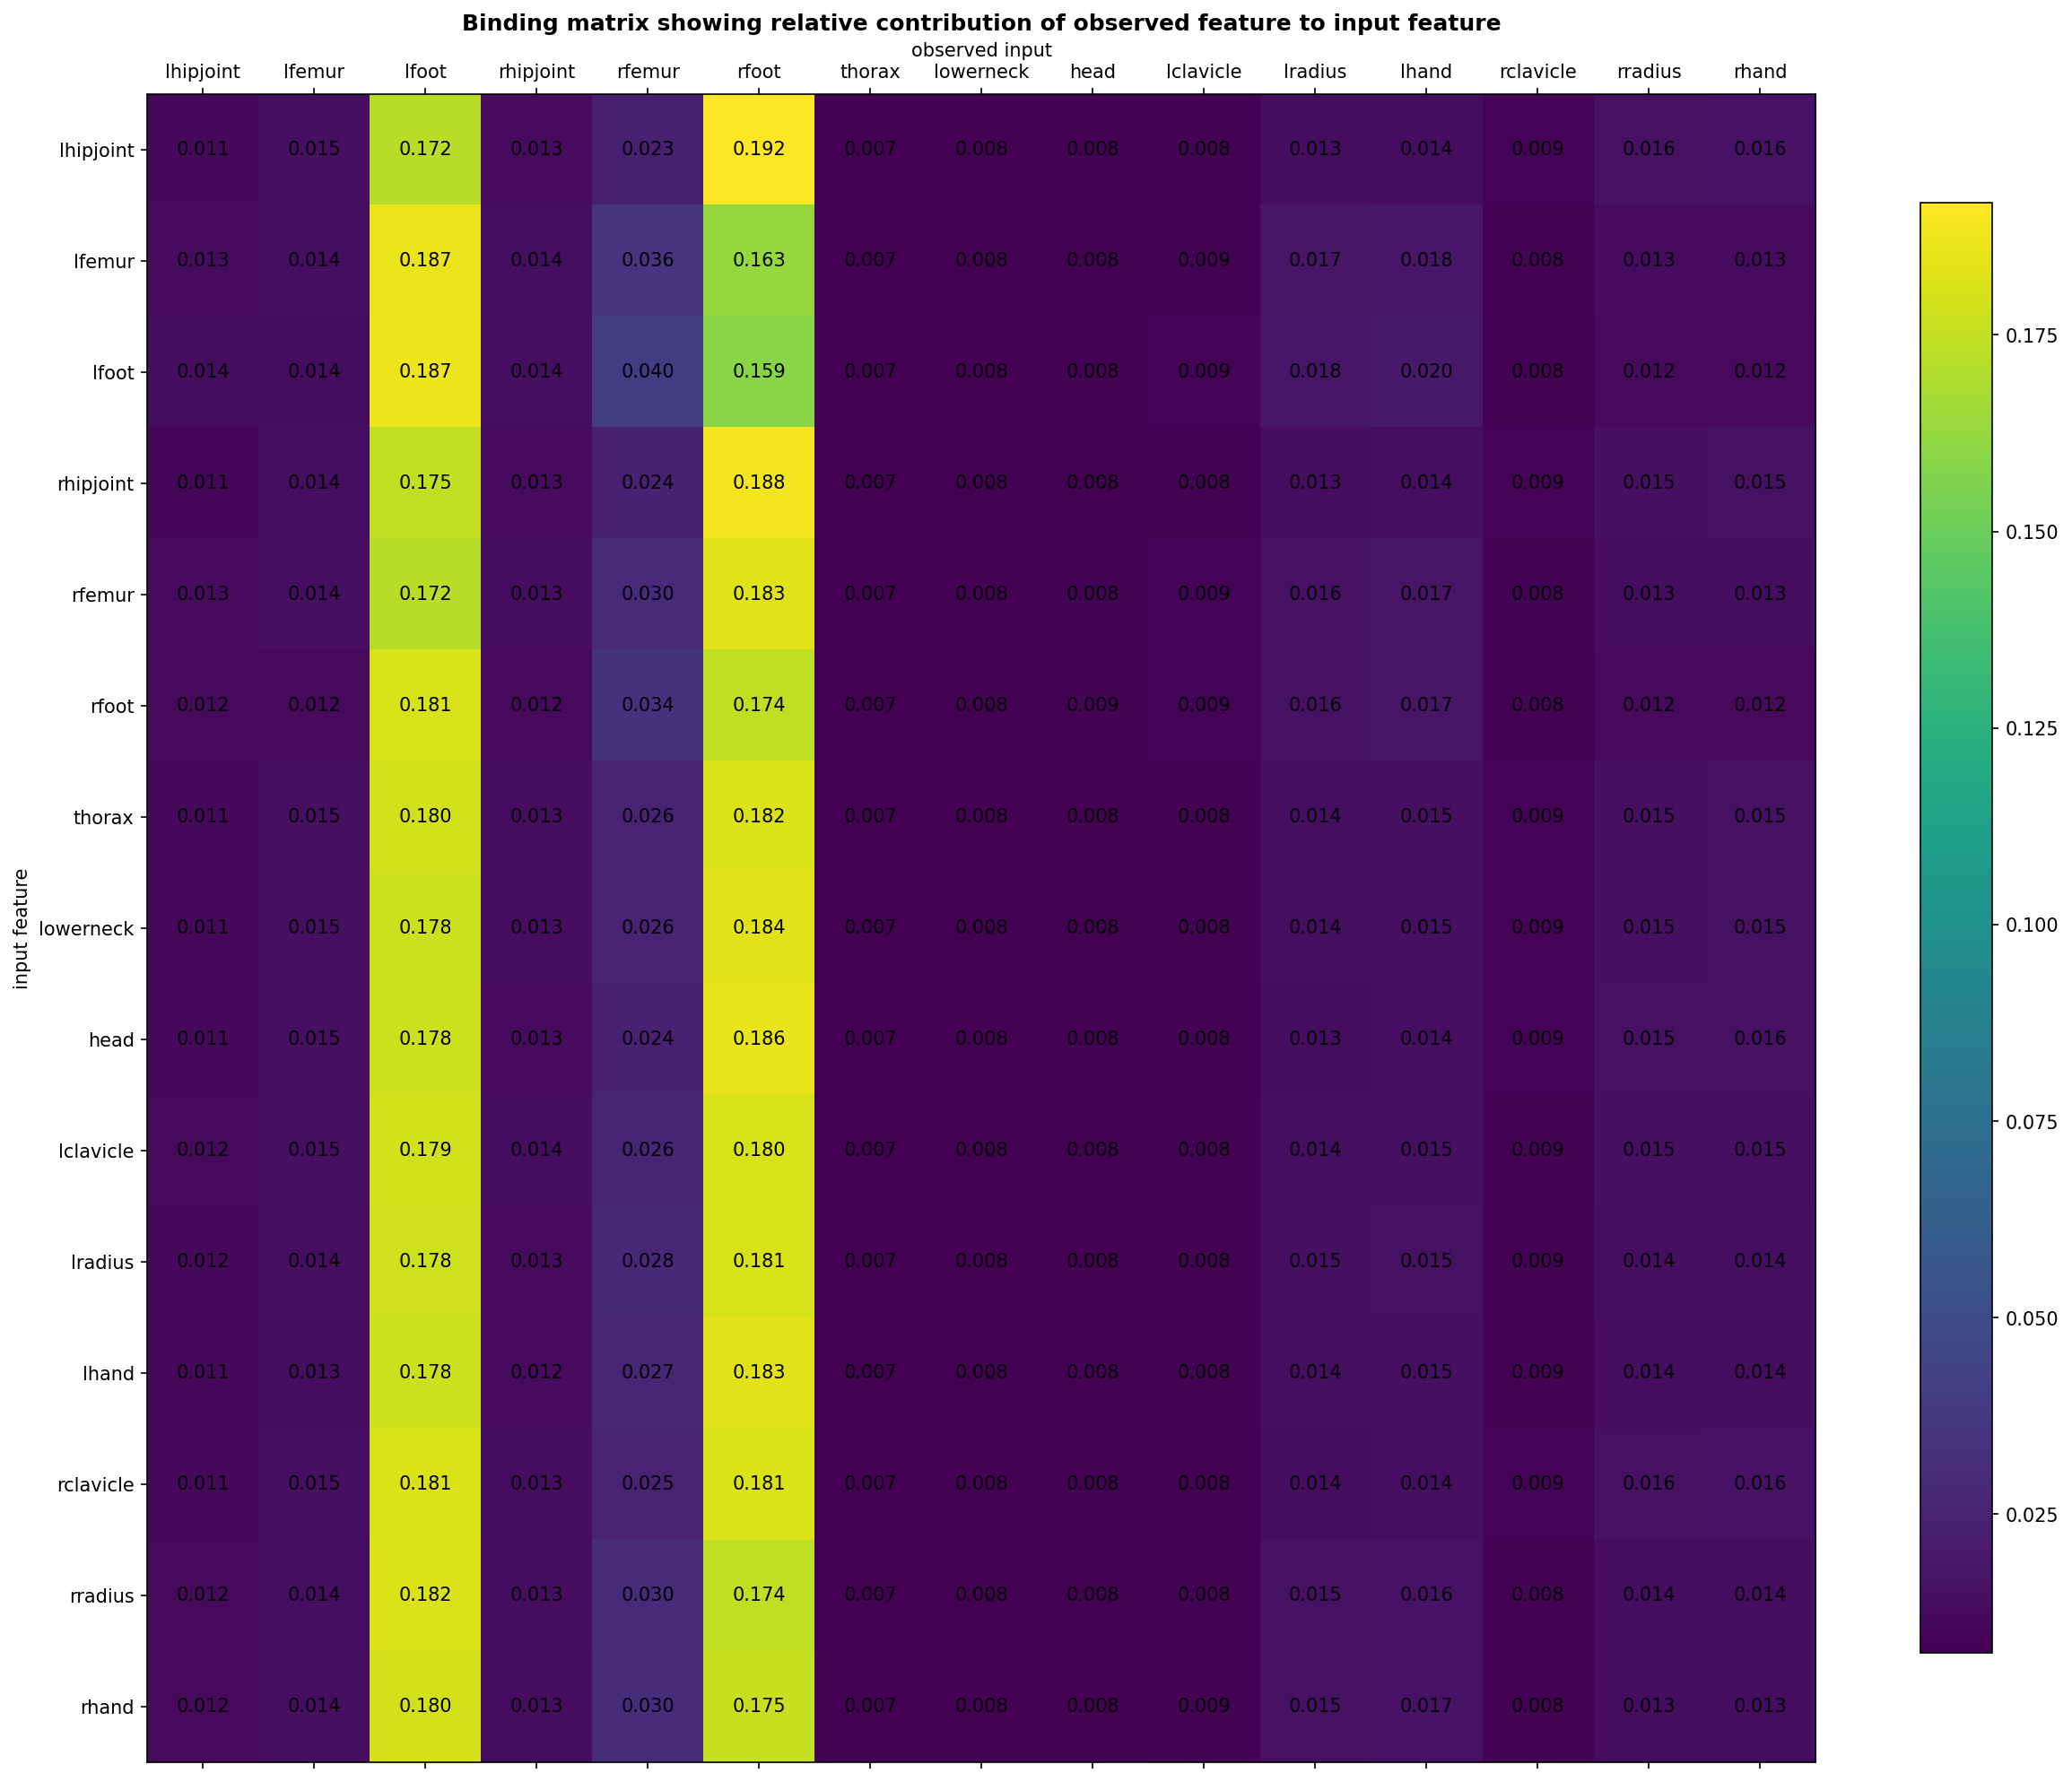 Binding matrix showing relative contribution of observed feature to input feature
observed input
lhipjoint lfemur lfoot rhipjoint rfemur rfoot thorax lowerneck head lclavicle lradius lhand rclavicle rradius rhand
lhipjoint 0.011 0.015 0.172 0.013 0.023 0.192 0.007 0.008 0.008 0.008 0.013 0.014 0.009 0.016 0.016
lfemur 0.013 0.014 0.187 0.014 0.036 0.163 0.007 0.008 0.008 0.009 0.017 0.018 0.008 0.013 0.013
lfoot 0.014 0.014 0.187 0.014 0.040 0.159 0.007 0.008 0.008 0.009 0.018 0.020 0.008 0.012 0.012
rhipjoint 0.011 0.014 0.175 0.013 0.024 0.188 0.007 0.008 0.008 0.008 0.013 0.014 0.009 0.015 0.015
rfemur 0.013 0.014 0.172 0.013 0.030 0.183 0.007 0.008 0.008 0.009 0.016 0.017 0.008 0.013 0.013
rfoot 0.012 0.012 0.181 0.012 0.034 0.174 0.007 0.008 0.009 0.009 0.016 0.017 0.008 0.012 0.012
thorax 0.011 0.015 0.180 0.013 0.026 0.182 0.007 0.008 0.008 0.008 0.014 0.015 0.009 0.015 0.015
lowerneck 0.011 0.015 0.178 0.013 0.026 0.184 0.007 0.008 0.008 0.008 0.014 0.015 0.009 0.015 0.015
head 0.011 0.015 0.178 0.013 0.024 0.186 0.007 0.008 0.008 0.008 0.013 0.014 0.009 0.015 0.016
lclavicle 0.012 0.015 0.179 0.014 0.026 0.180 0.007 0.008 0.008 0.008 0.014 0.015 0.009 0.015 0.015
lradius 0.012 0.014 0.178 0.013 0.028 0.181 0.007 0.008 0.008 0.008 0.015 0.015 0.009 0.014 0.014
lhand 0.011 0.013 0.178 0.012 0.027 0.183 0.007 0.008 0.008 0.008 0.014 0.015 0.009 0.014 0.014
rclavicle 0.011 0.015 0.181 0.013 0.025 0.181 0.007 0.008 0.008 0.008 0.014 0.014 0.009 0.016 0.016
rradius 0.012 0.014 0.182 0.013 0.030 0.174 0.007 0.008 0.008 0.008 0.015 0.016 0.008 0.014 0.014
rhand 0.012 0.014 0.180 0.013 0.030 0.175 0.007 0.008 0.008 0.009 0.015 0.017 0.008 0.013 0.013
input feature
0.175
0.150
0.125
0.100
0.075
0.050
0.025